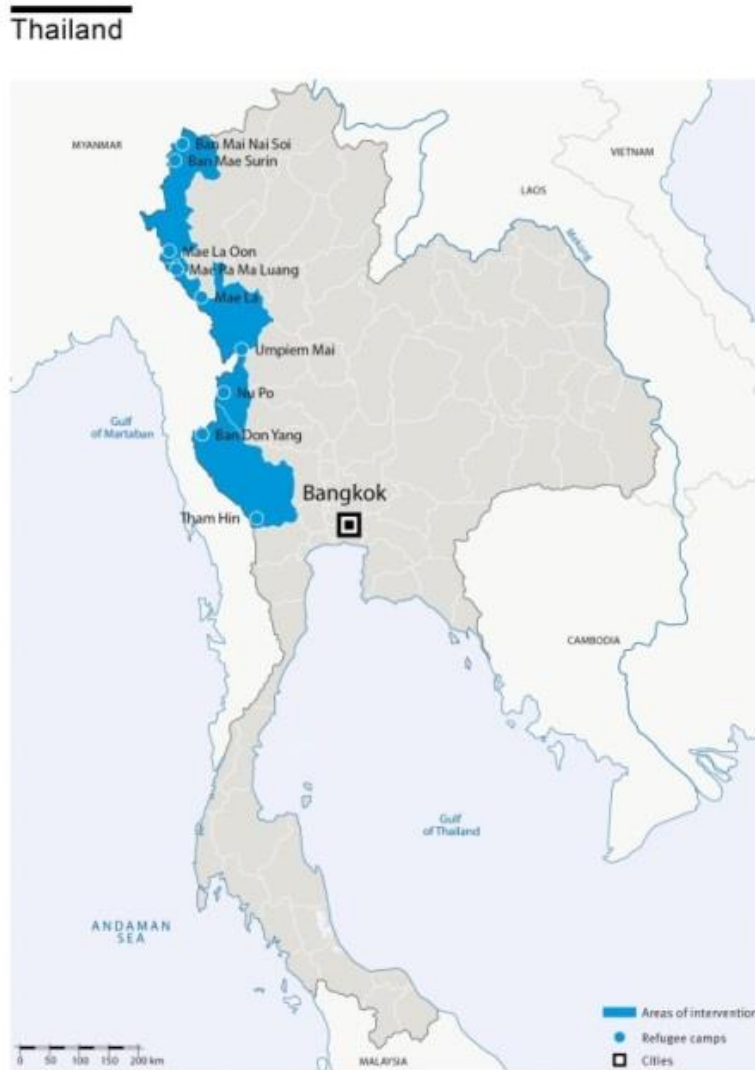 Thailand
MYANMAR
VIETNAM
LAOS
Mekong
Ban Mai Nai Soi
Ban Mae Surin
Mae La Oon
Mae Ra Ma Luang
Mae La
Umpiem Mai
Nu Po
Gulf
of Martaban
Ban Don Yang
Bangkok
Tham Hin
CAMBODIA
Gulf
of Thailand
ANDAMAN
SEA
MALAYSIA
Areas of intervention
Refugee camps
Cities
0 50 100 150 200 km